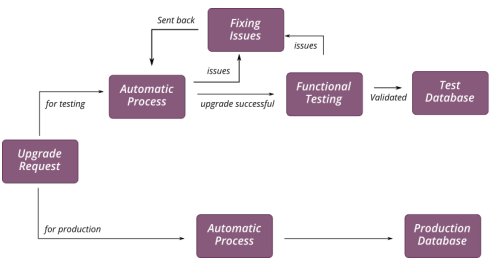 Sent back
Fixing
Issues
issues
issues
for testing
Automatic
Process
upgrade successful
Functional
Testing
Validated
Test
Database
Upgrade
Request
for production
Automatic
Process
Production
Database